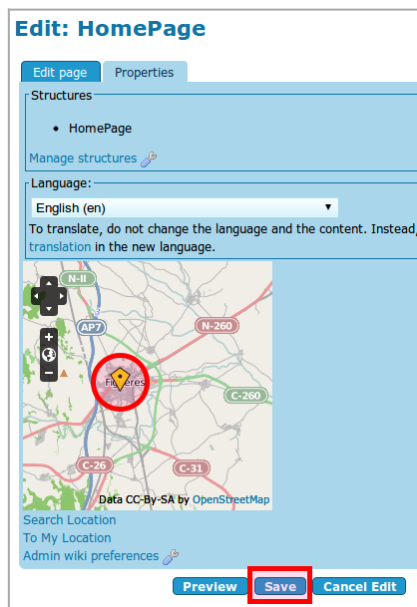 Edit: HomePage
Edit page Properties
Structures
HomePage
Manage structures
Language:
English (en)
To translate, do not change the language and the content. Instead,
translation in the new language.
N-II
AP7
N-260
Figueres
C-260
C-26
C-31
Data CC-By-SA by OpenStreetMap
Search Location
To My Location
Admin wiki preferences
Preview Save Cancel Edit